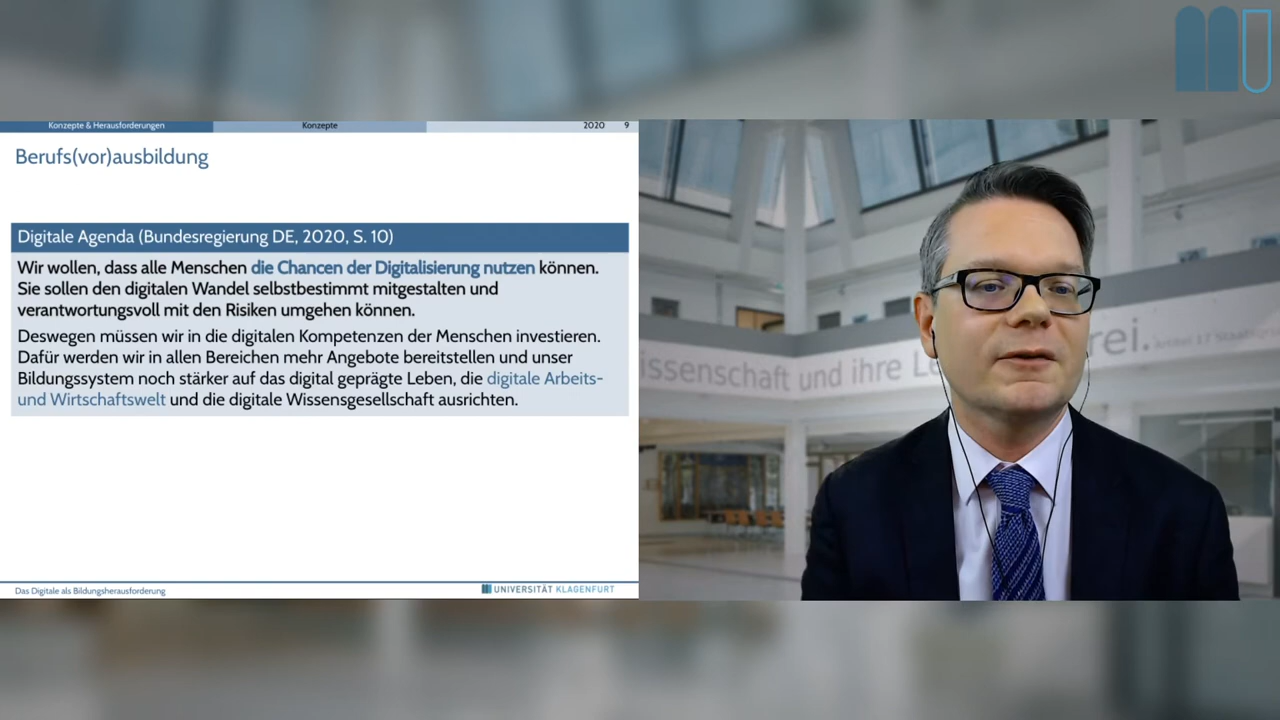 Konzepte & Herausforderungen Konzepte 2020 9
Berufs(vor)ausbildung
Digitale Agenda (Bundesregierung DE, 2020, S. 10)
Wir wollen, dass alle Menschen die Chancen der Digitalisierung nutzen können.
Sie sollen den digitalen Wandel selbstbestimmt mitgestalten und
verantwortungsvoll mit den Risiken umgehen können.
Deswegen müssen wir in die digitalen Kompetenzen der Menschen investieren.
Dafür werden wir in allen Bereichen mehr Angebote bereitstellen und unser
Bildungssystem noch stärker auf das digital geprägte Leben, die digitale Arbeits-
und Wirtschaftswelt und die digitale Wissensgesellschaft ausrichten.
Das Digitale als Bildungsherausforderung
UNIVERSITÄT KLAGENFURT
issenschaft und ihre Le rei. Artikel 17